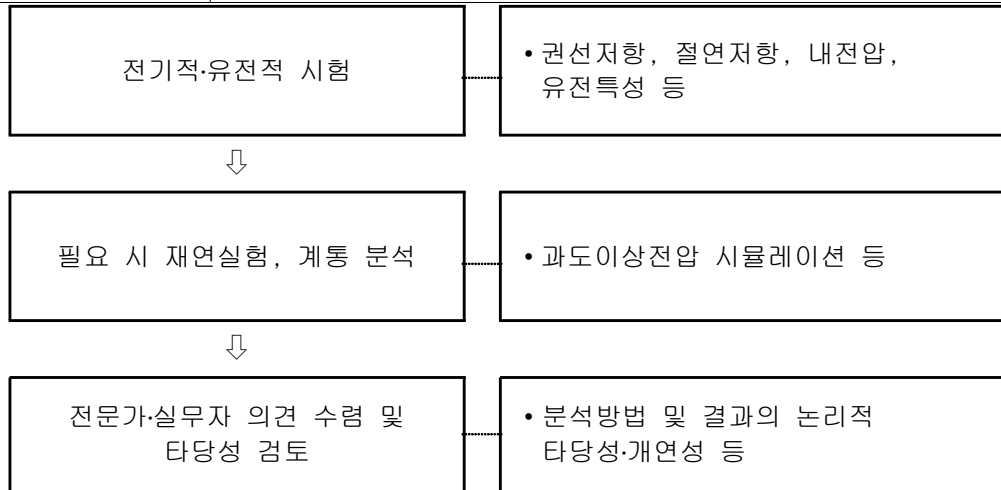 전기적·유전적 시험
• 권선저항, 절연저항, 내전압,
유전특성 등
⇩
필요 시 재연실험, 계통 분석
• 과도이상전압 시뮬레이션 등
⇩
전문가·실무자 의견 수렴 및
타당성 검토
• 분석방법 및 결과의 논리적
타당성·개연성 등